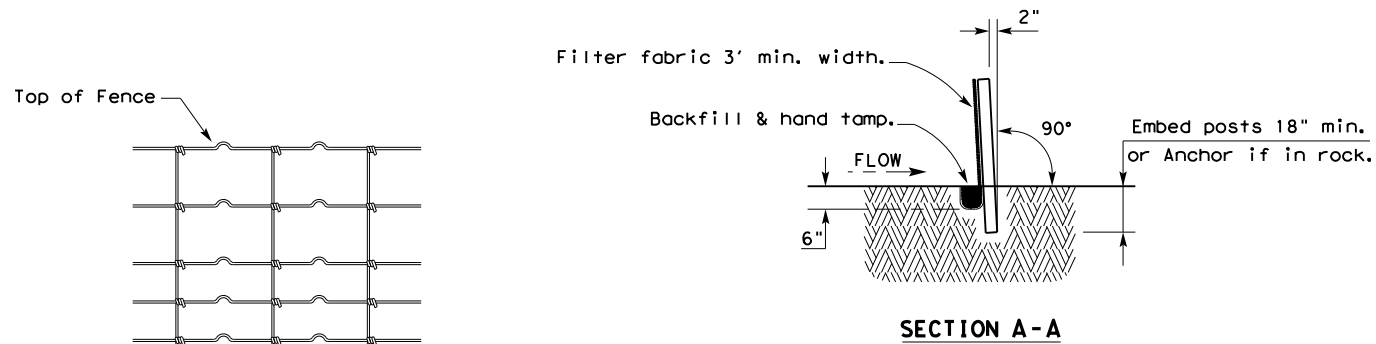 Top of Fence
2"
Filter fabric 3' min. width.
Backfill & hand tamp.
90°
Embed posts 18" min.
or Anchor if in rock.
FLOW
6"
SECTION A-A